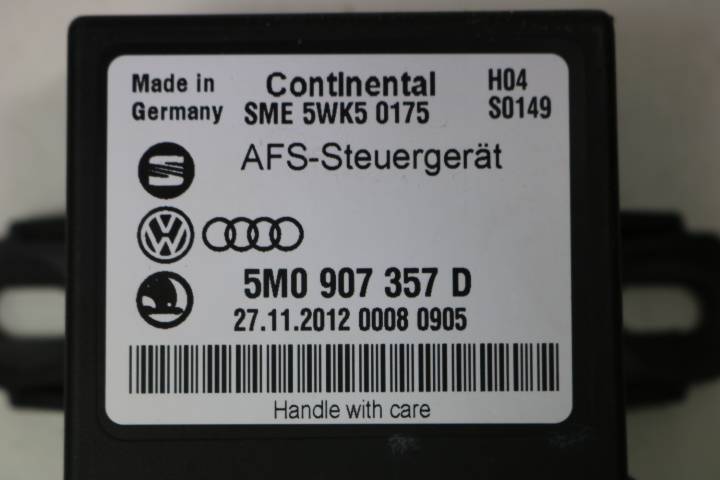 Made in
Germany
Continental
SME 5WK5 0175
H04
S0149
AFS-Steuergerät
5M0 907 357 D
27.11.2012 0008 0905
Handle with care